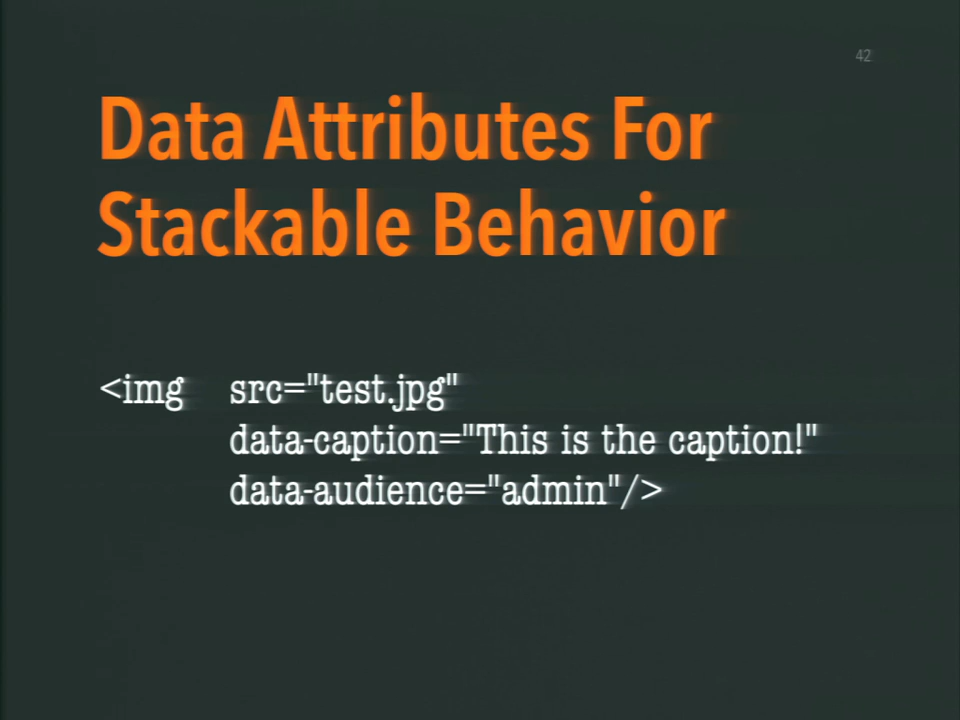 42
Data Attributes For
Stackable Behavior
<img src="test.jpg"
data-caption="This is the caption!"
data-audience="admin"/>